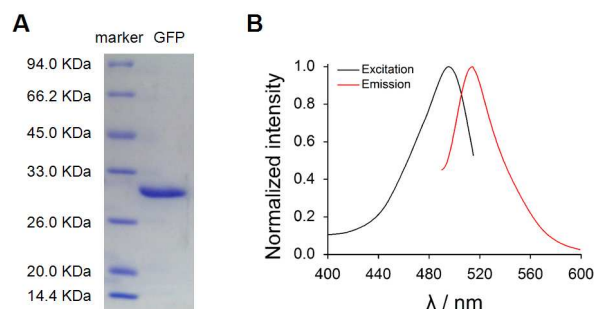 A
marker GFP
94.0 KDa
66.2 KDa
45.0 KDa
33.0 KDa
26.0 KDa
20.0 KDa
14.4 KDa
B
Excitation
Emission
Normalized intensity
1.0
0.8
0.6
0.4
0.2
0.0
400 440 480 520 560 600
λ / nm